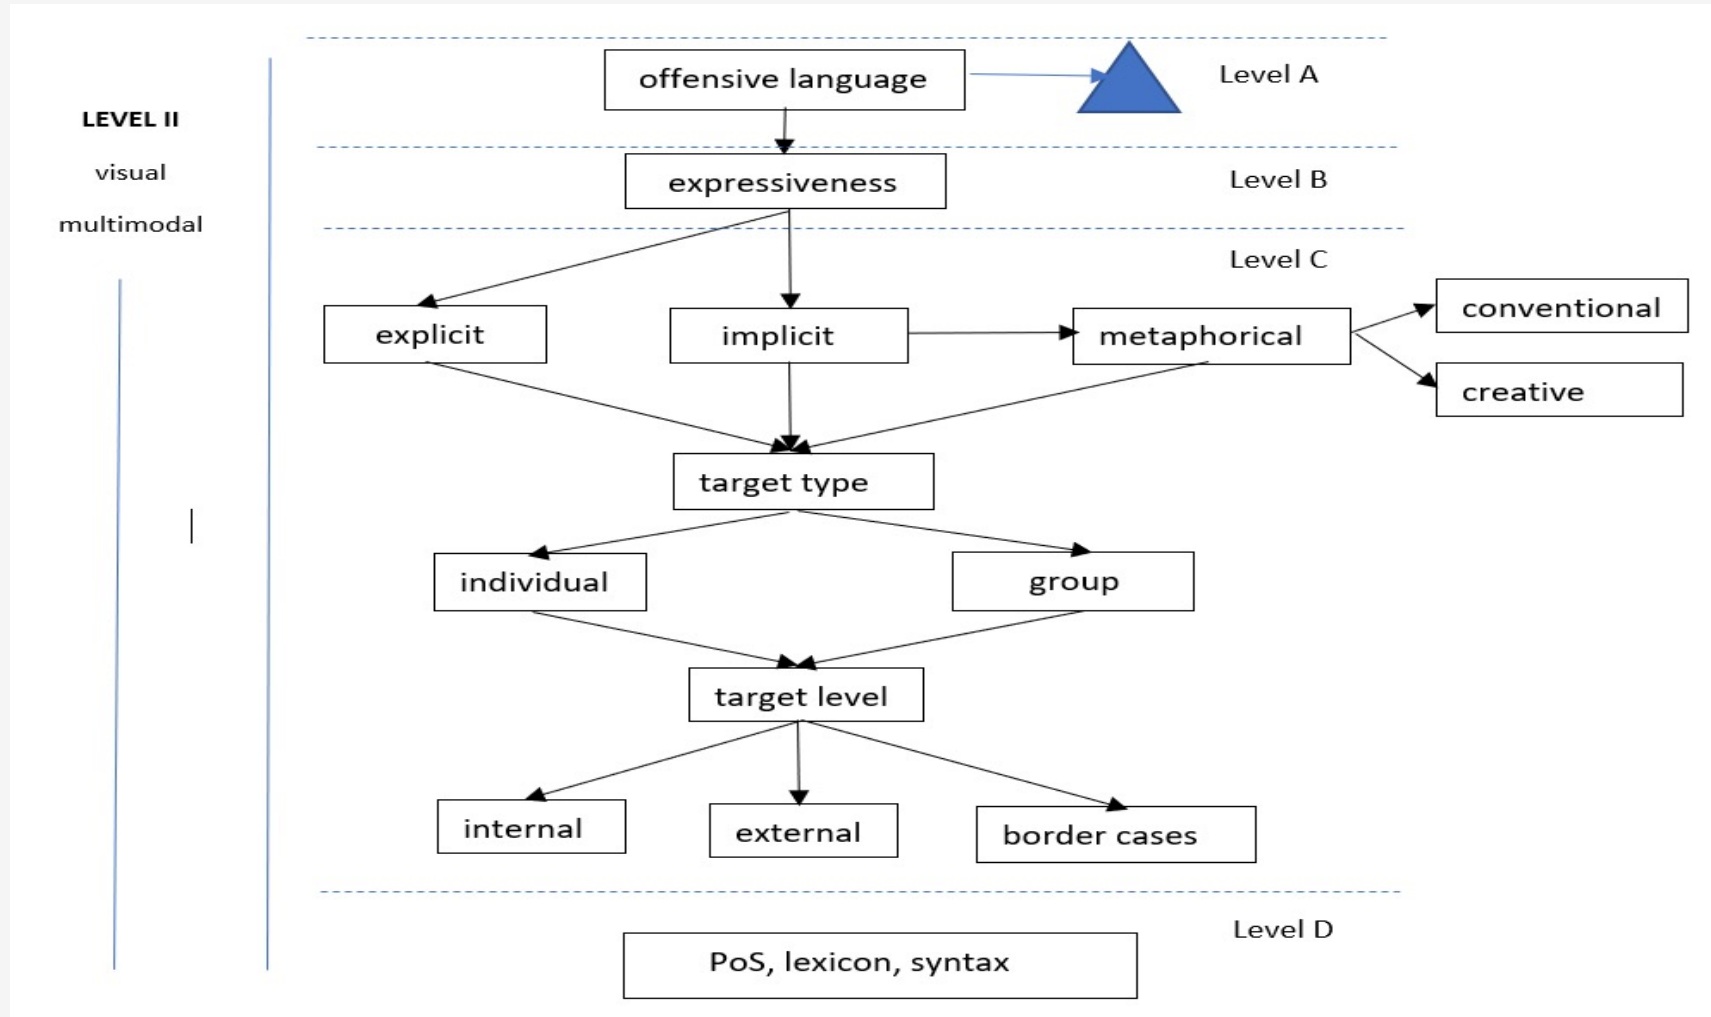 offensive language
Level A
LEVEL II
visual
multimodal
expressiveness
Level B
Level C
explicit
implicit
metaphorical
conventional
creative
target type
individual
group
target level
internal
external
border cases
Level D
PoS, lexicon, syntax